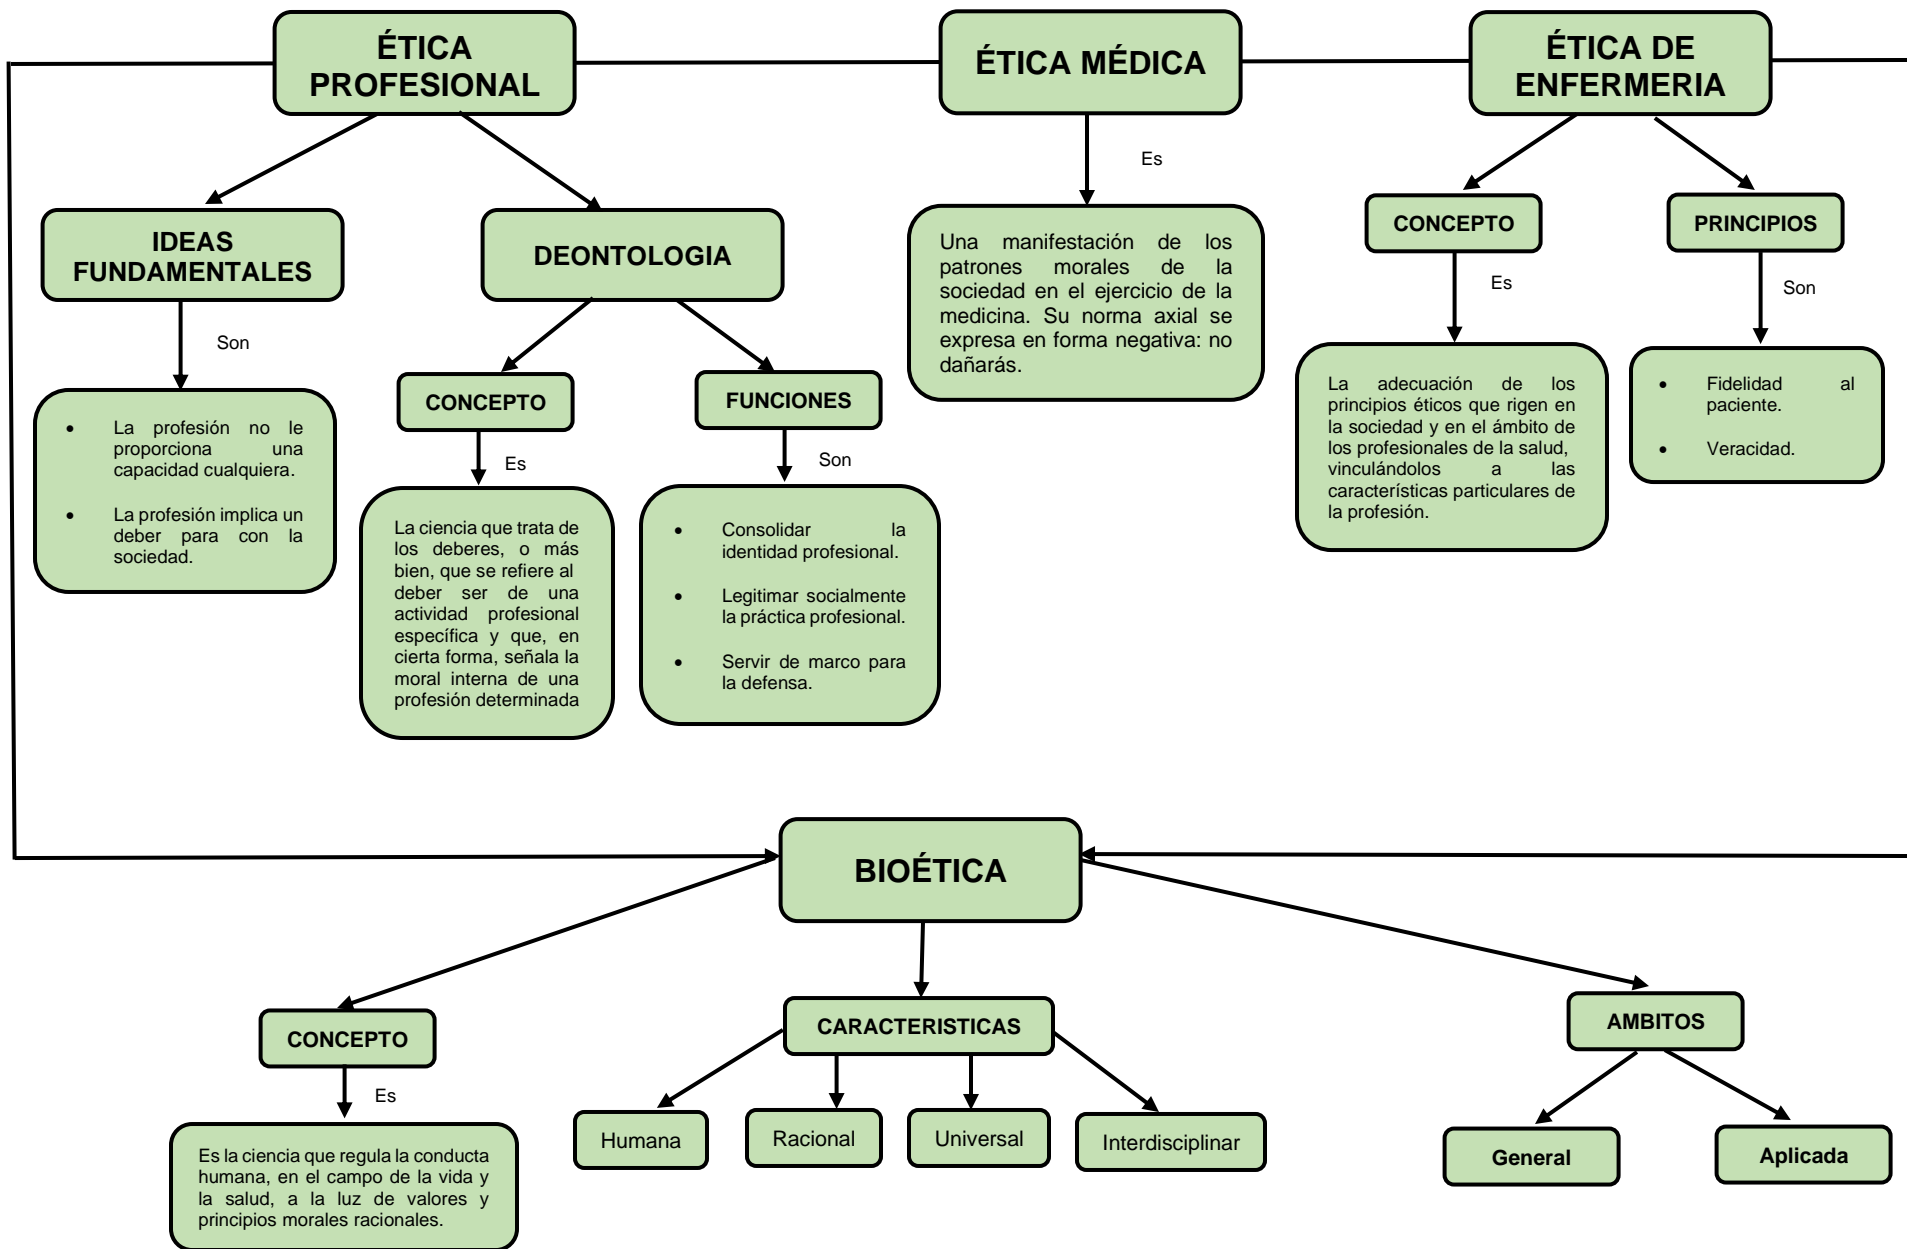 ÉTICA
PROFESIONAL
ÉTICA MÉDICA
ÉTICA DE
ENFERMERIA
Es
IDEAS
FUNDAMENTALES
DEONTOLOGIA
Una manifestación de los
patrones morales de la
sociedad en el ejercicio de la
medicina. Su norma axial se
expresa en forma negativa: no
dañarás.
CONCEPTO
PRINCIPIOS
Son
Es
Son
CONCEPTO
FUNCIONES
La adecuación de los
principios éticos que rigen en
la sociedad y en el ámbito de
los profesionales de la salud,
vinculándolos a las
características particulares de
la profesión.
• Fidelidad al
paciente.
• Veracidad.
• La profesión no le
proporciona una
capacidad cualquiera.
• La profesión implica un
deber para con la
sociedad.
Es
Son
La ciencia que trata de
los deberes, o más
bien, que se refiere al
deber ser de una
actividad profesional
específica y que, en
cierta forma, señala la
moral interna de una
profesión determinada
• Consolidar la
identidad profesional.
• Legitimar socialmente
la práctica profesional.
• Servir de marco para
la defensa.
BIOÉTICA
CONCEPTO
CARACTERISTICAS
AMBITOS
Es
Es la ciencia que regula la conducta
humana, en el campo de la vida y
la salud, a la luz de valores y
principios morales racionales.
Humana
Racional
Universal
Interdisciplinar
General
Aplicada